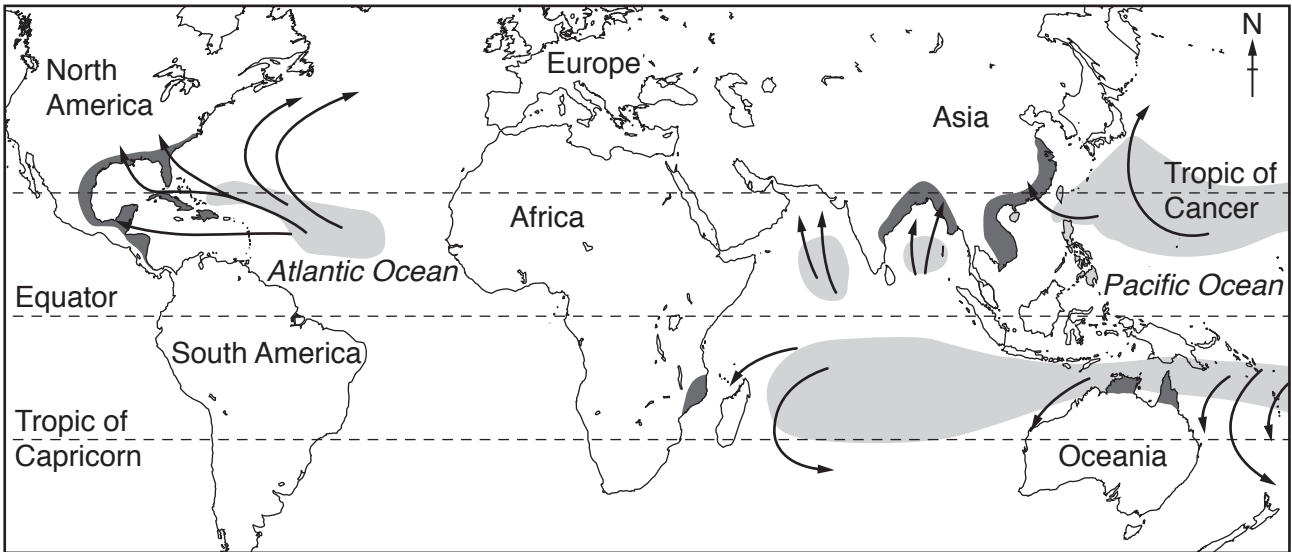 N
North
America
Europe
Asia
Tropic of
Cancer
Africa
Atlantic Ocean
Pacific Ocean
Equator
South America
Tropic of
Capricorn
Oceania